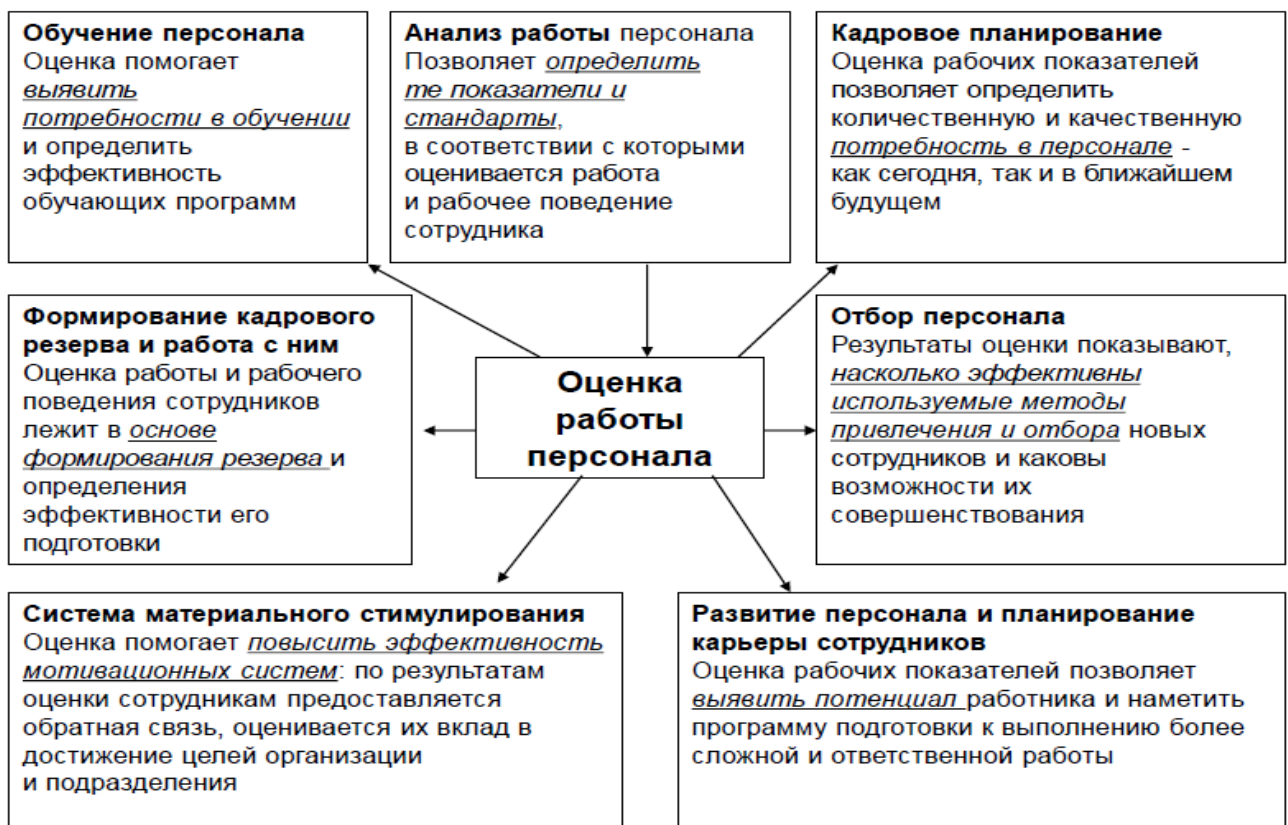 Обучение персонала
Оценка помогает
выявить
потребности в обучении
и определить
эффективность
обучающих программ
Анализ работы персонала
Позволяет определить
те показатели и
стандарты,
в соответствии с которыми
оценивается работа
и рабочее поведение
сотрудника
Кадровое планирование
Оценка рабочих показателей
позволяет определить
количественную и качественную
потребность в персонале -
как сегодня, так и в ближайшем
будущем
Формирование кадрового
резерва и работа с ним
Оценка работы и рабочего
поведения сотрудников
лежит в основе
формирования резерва и
определения
эффективности его
подготовки
Оценка
работы
персонала
Отбор персонала
Результаты оценки показывают,
насколько эффективны
используемые методы
привлечения и отбора новых
сотрудников и каковы
возможности их
совершенствования
Система материального стимулирования
Оценка помогает повысить эффективность
мотивационных систем: по результатам
оценки сотрудникам предоставляется
обратная связь, оценивается их вклад в
достижение целей организации
и подразделения
Развитие персонала и планирование
карьеры сотрудников
Оценка рабочих показателей позволяет
выявить потенциал работника и наметить
программу подготовки к выполнению более
сложной и ответственной работы